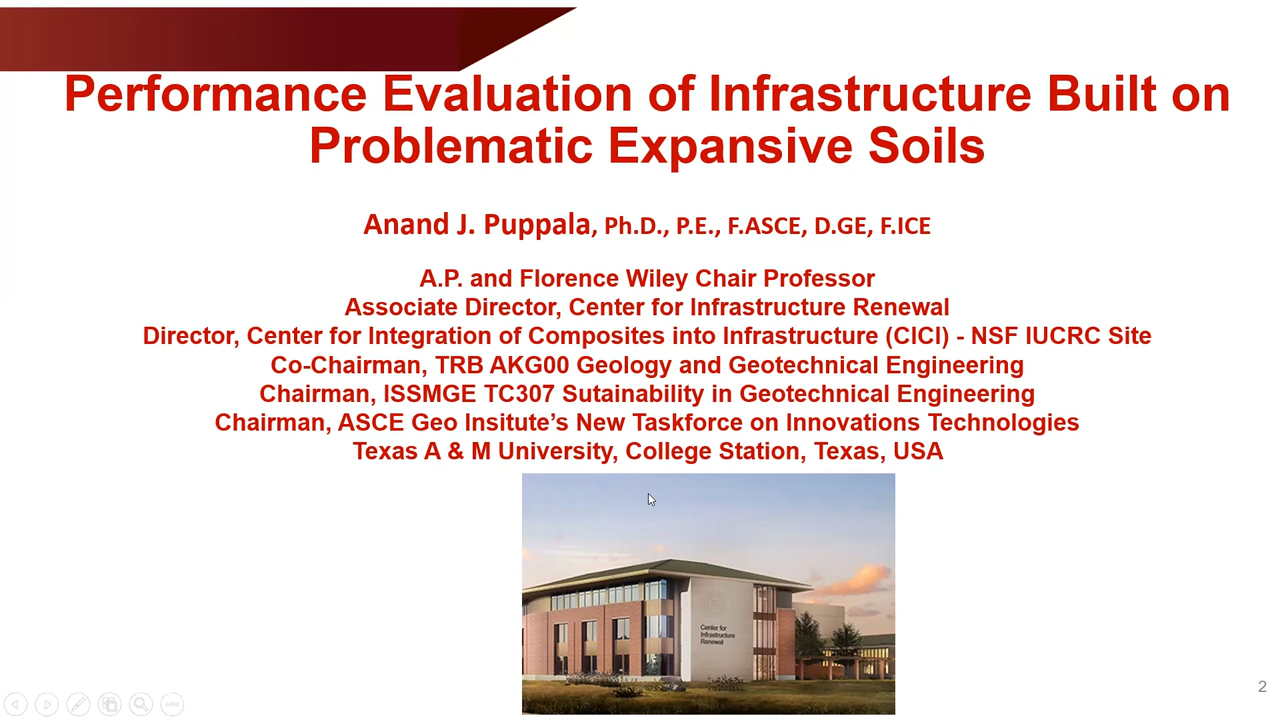 Performance Evaluation of Infrastructure Built on
Problematic Expansive Soils
Anand J. Puppala, Ph.D., P.E., F.ASCE, D.GE, F.ICE
A.P. and Florence Wiley Chair Professor
Associate Director, Center for Infrastructure Renewal
Director, Center for Integration of Composites into Infrastructure (CICI) - NSF IUCRC Site
Co-Chairman, TRB AKG00 Geology and Geotechnical Engineering
Chairman, ISSMGE TC307 Sutainability in Geotechnical Engineering
Chairman, ASCE Geo Insitute’s New Taskforce on Innovations Technologies
Texas A & M University, College Station, Texas, USA
Center for
Infrastructure
Renewal
2